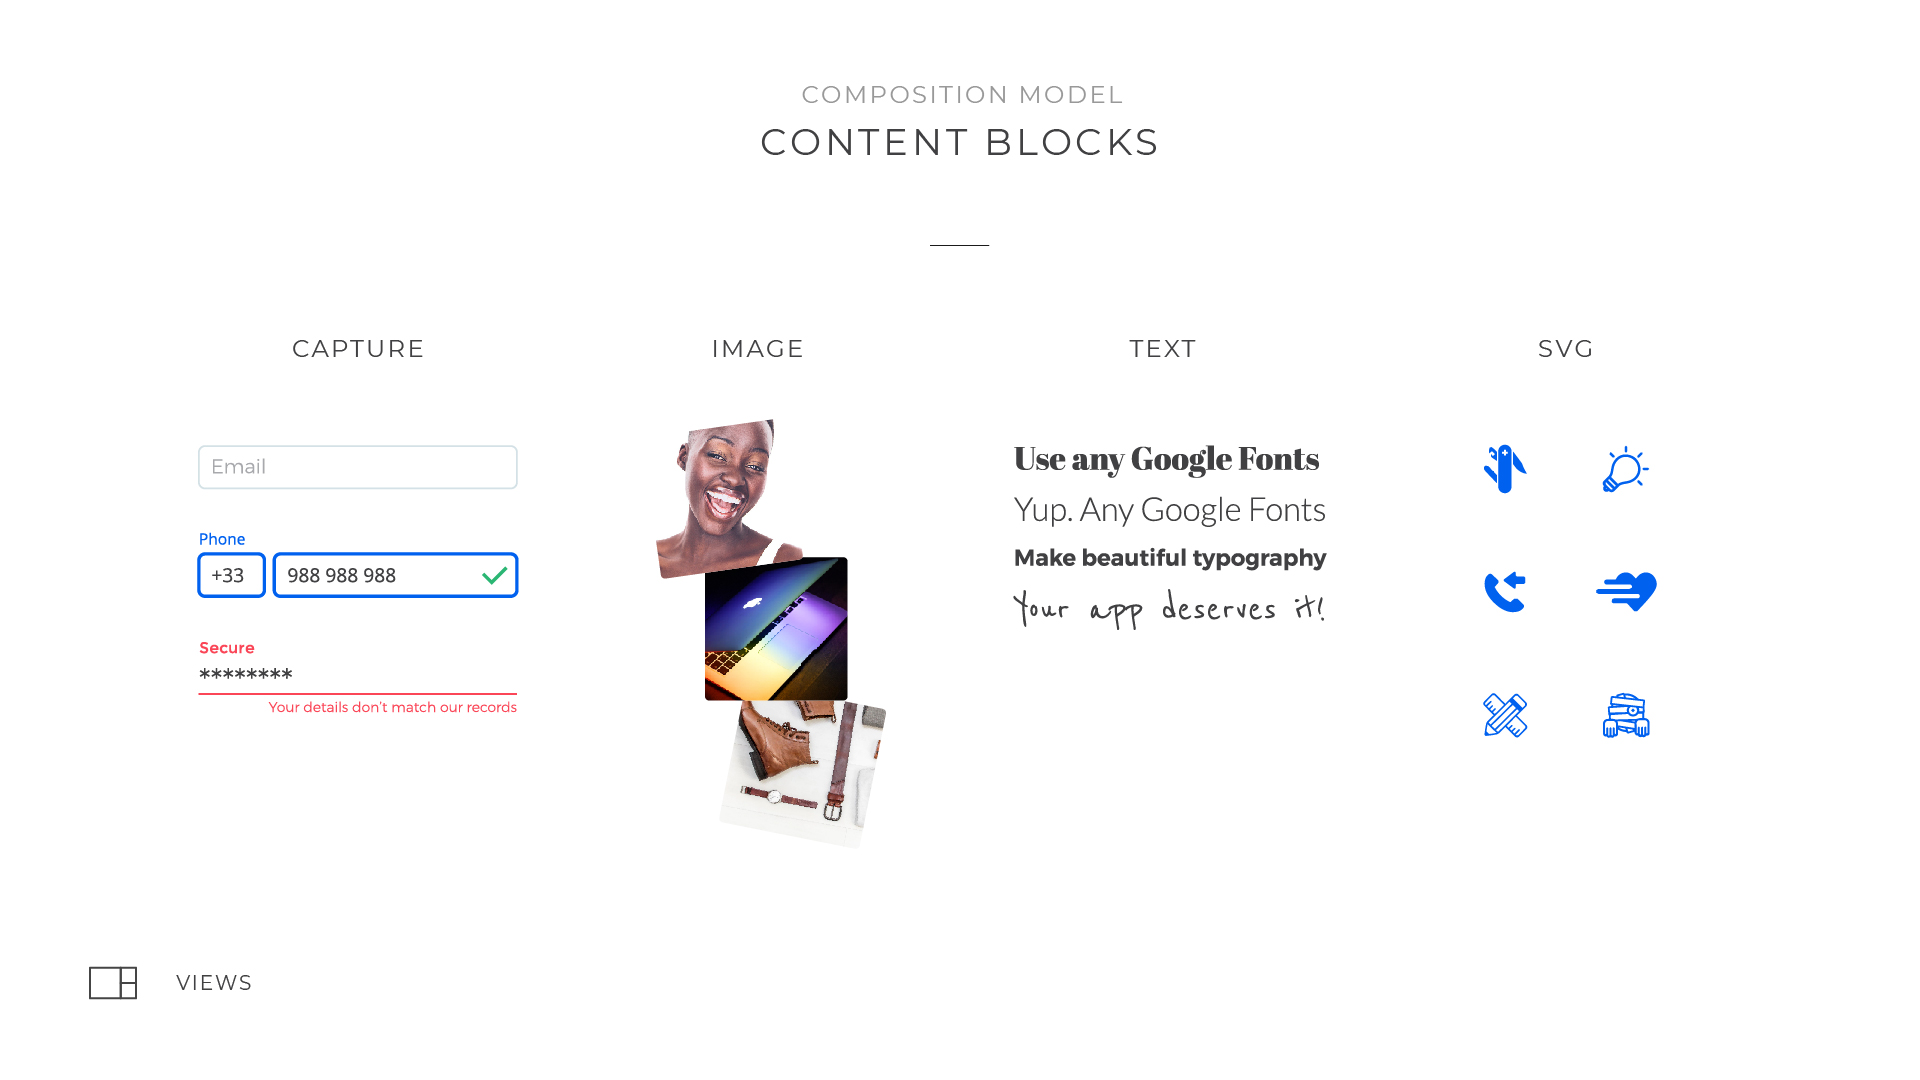 COMPOSITION MODEL
CONTENT BLOCKS
CAPTURE
Email
Phone
+33 988 988 988
Secure
********
Your details don't match our records
IMAGE
TEXT
Use any Google Fonts
Yup. Any Google Fonts
Make beautiful typography
Your app deserves it!
SVG
VIEWS